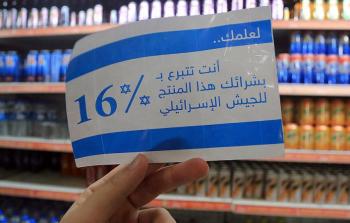 لعلمك..
أنت تتبرع بـ
بشرائك هذا المنتج
للجيش الإسرائيلي
16%